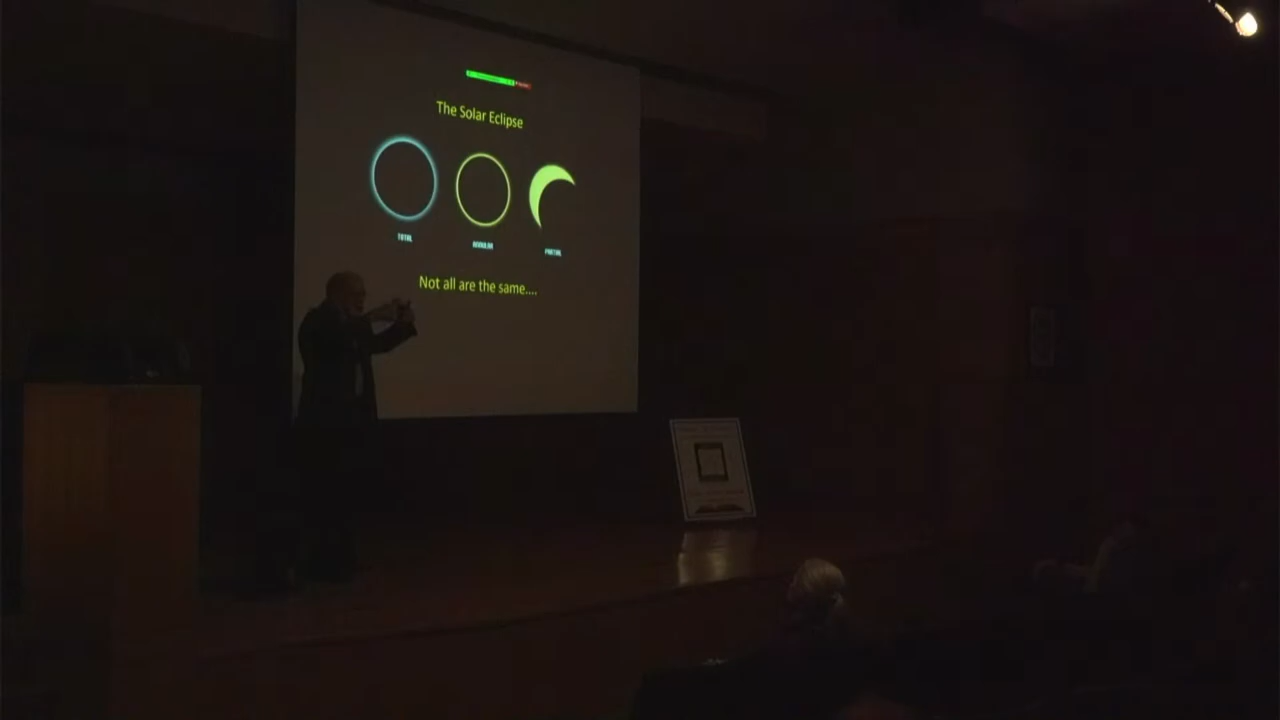 The Solar Eclipse
TOTAL
ANNULAR
PARTIAL
Not all are the same....